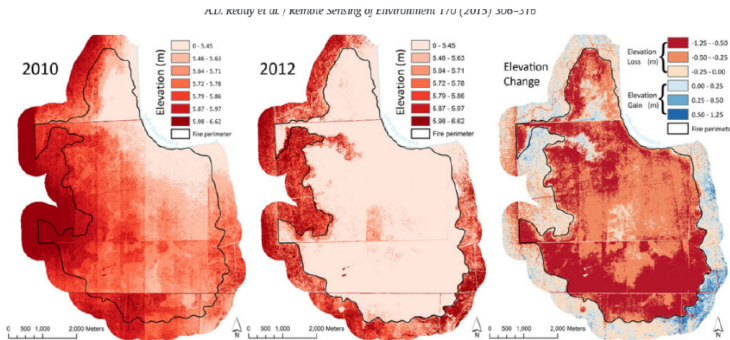 A.D. Reddy et al. / Remote Sensing of Environment 170 (2015) 306–316
2010
Elevation (m)
0 - 5.45
5.46 - 5.63
5.64 - 5.71
5.72 - 5.78
5.79 - 5.86
5.87 - 5.97
5.98 - 6.62
Fire perimeter
0 500 1,000 2,000 Meters
N
2012
Elevation (m)
0 - 5.45
5.46 - 5.63
5.64 - 5.71
5.72 - 5.78
5.79 - 5.86
5.87 - 5.97
5.98 - 6.62
Fire perimeter
0 500 1,000 2,000 Meters
N
Elevation
Change
Elevation
Loss (m)
-1.25 - -0.50
-0.50 - -0.25
-0.25 - 0.00
Elevation
Gain (m)
0.00 - 0.25
0.25 - 0.50
0.50 - 1.25
Fire perimeter
0 500 1,000 2,000 Meters
N